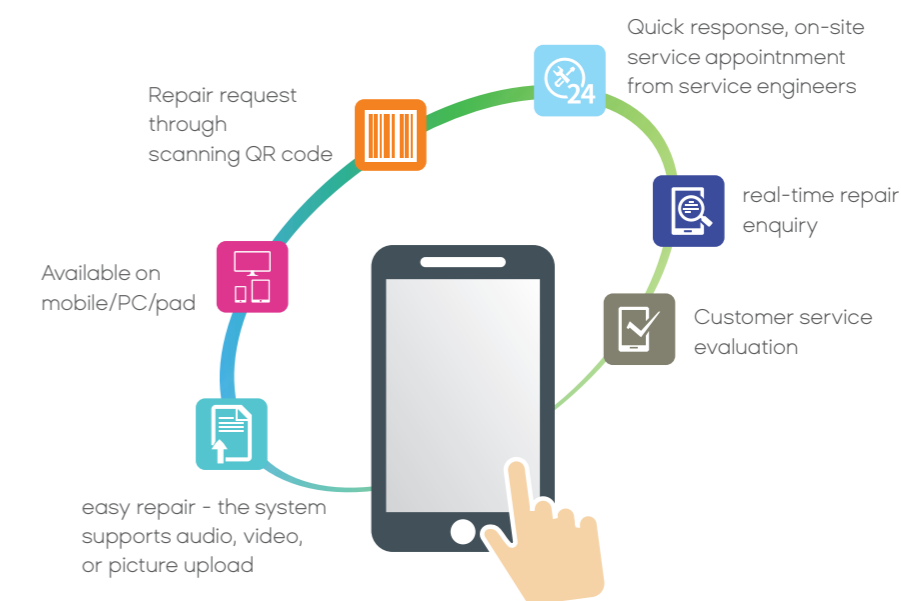 Quick response, on-site
service appointnment
from service engineers
24
Repair request
through
scanning QR code
real-time repair
enquiry
Available on
mobile/PC/pad
Customer service
evaluation
easy repair - the system
supports audio, video,
or picture upload